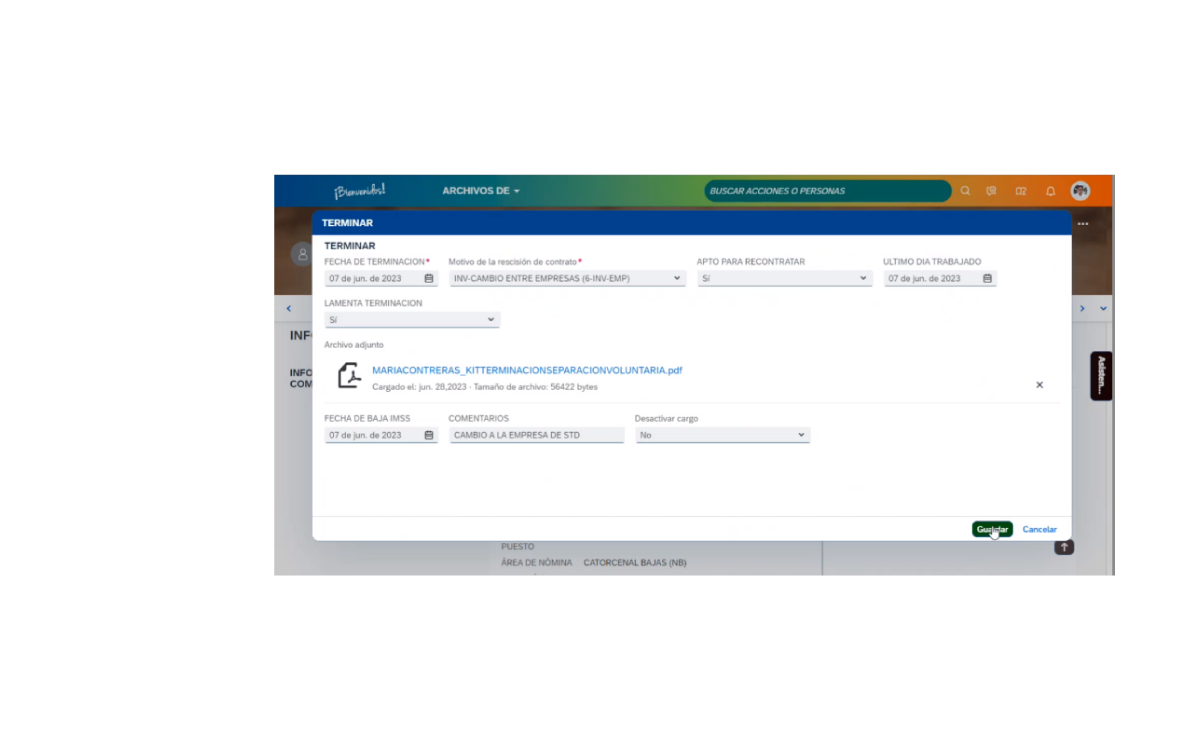 ¡Bienvenidos!
ARCHIVOS DE
BUSCAR ACCIONES O PERSONAS
TERMINAR
TERMINAR
FECHA DE TERMINACION* Motivo de la rescisión de contrato* APTO PARA RECONTRATAR ULTIMO DIA TRABAJADO
07 de jun. de 2023 INV-CAMBIO ENTRE EMPRESAS (6-INV-EMP) Sí 07 de jun. de 2023
LAMENTA TERMINACION
Sí
INF
Archivo adjunto
INFO
COM
MARIACONTRERAS_KITTERMINACIONSEPARACIONVOLUNTARIA.pdf
Cargado el: jun. 28,2023 - Tamaño de archivo: 56422 bytes
Asisten...
FECHA DE BAJA IMSS COMENTARIOS Desactivar cargo
07 de jun. de 2023 CAMBIO A LA EMPRESA DE STD No
Guardar Cancelar
PUESTO
ÁREA DE NÓMINA CATORCENAL BAJAS (NB)